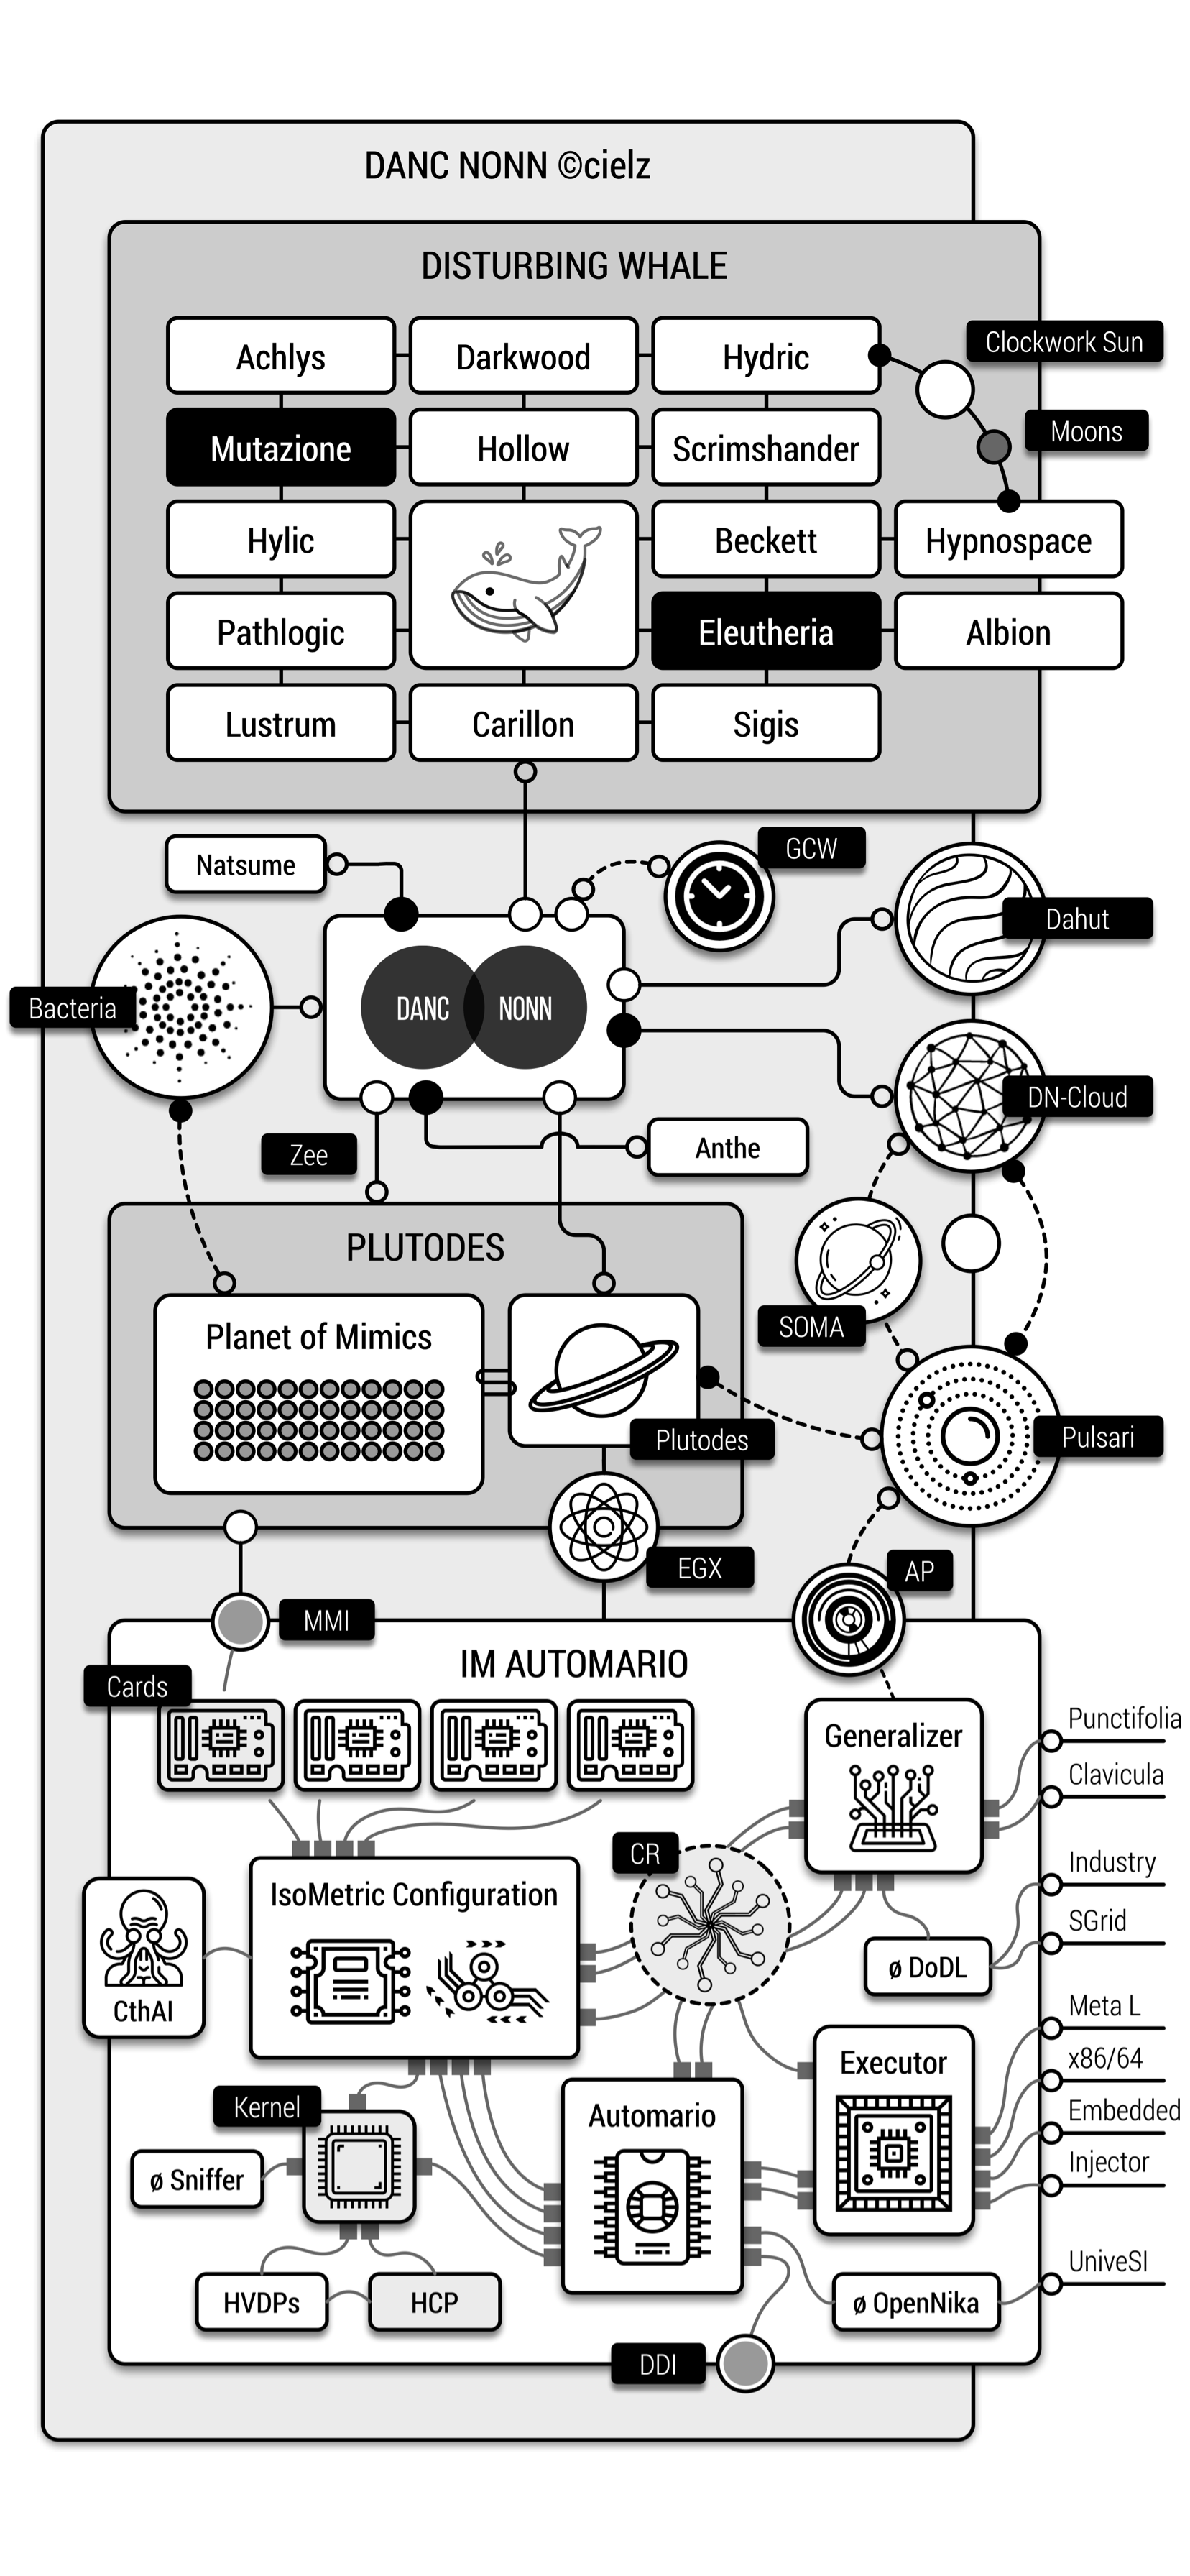 DANC NONN ©cielz
DISTURBING WHALE
Clockwork Sun
Achlys
Darkwood
Hydric
Moons
Mutazione
Hollow
Scrimshander
Hylic
Beckett
Hypnospace
Pathlogic
Eleutheria
Albion
Lustrum
Carillon
Sigis
Natsume
GCW
Dahut
Bacteria
DANC
NONN
DN-Cloud
Zee
Anthe
PLUTODES
SOMA
Planet of Mimics
Plutodes
Pulsari
EGX
AP
MMI
IM AUTOMARIO
Cards
Generalizer
Punctifolia
Clavicula
CR
IsoMetric Configuration
Industry
SGrid
CthAI
ø DoDL
Meta L
Executor
x86/64
Kernel
Automario
Embedded
ø Sniffer
Injector
UniveSI
HVDPs
HCP
ø OpenNika
DDI